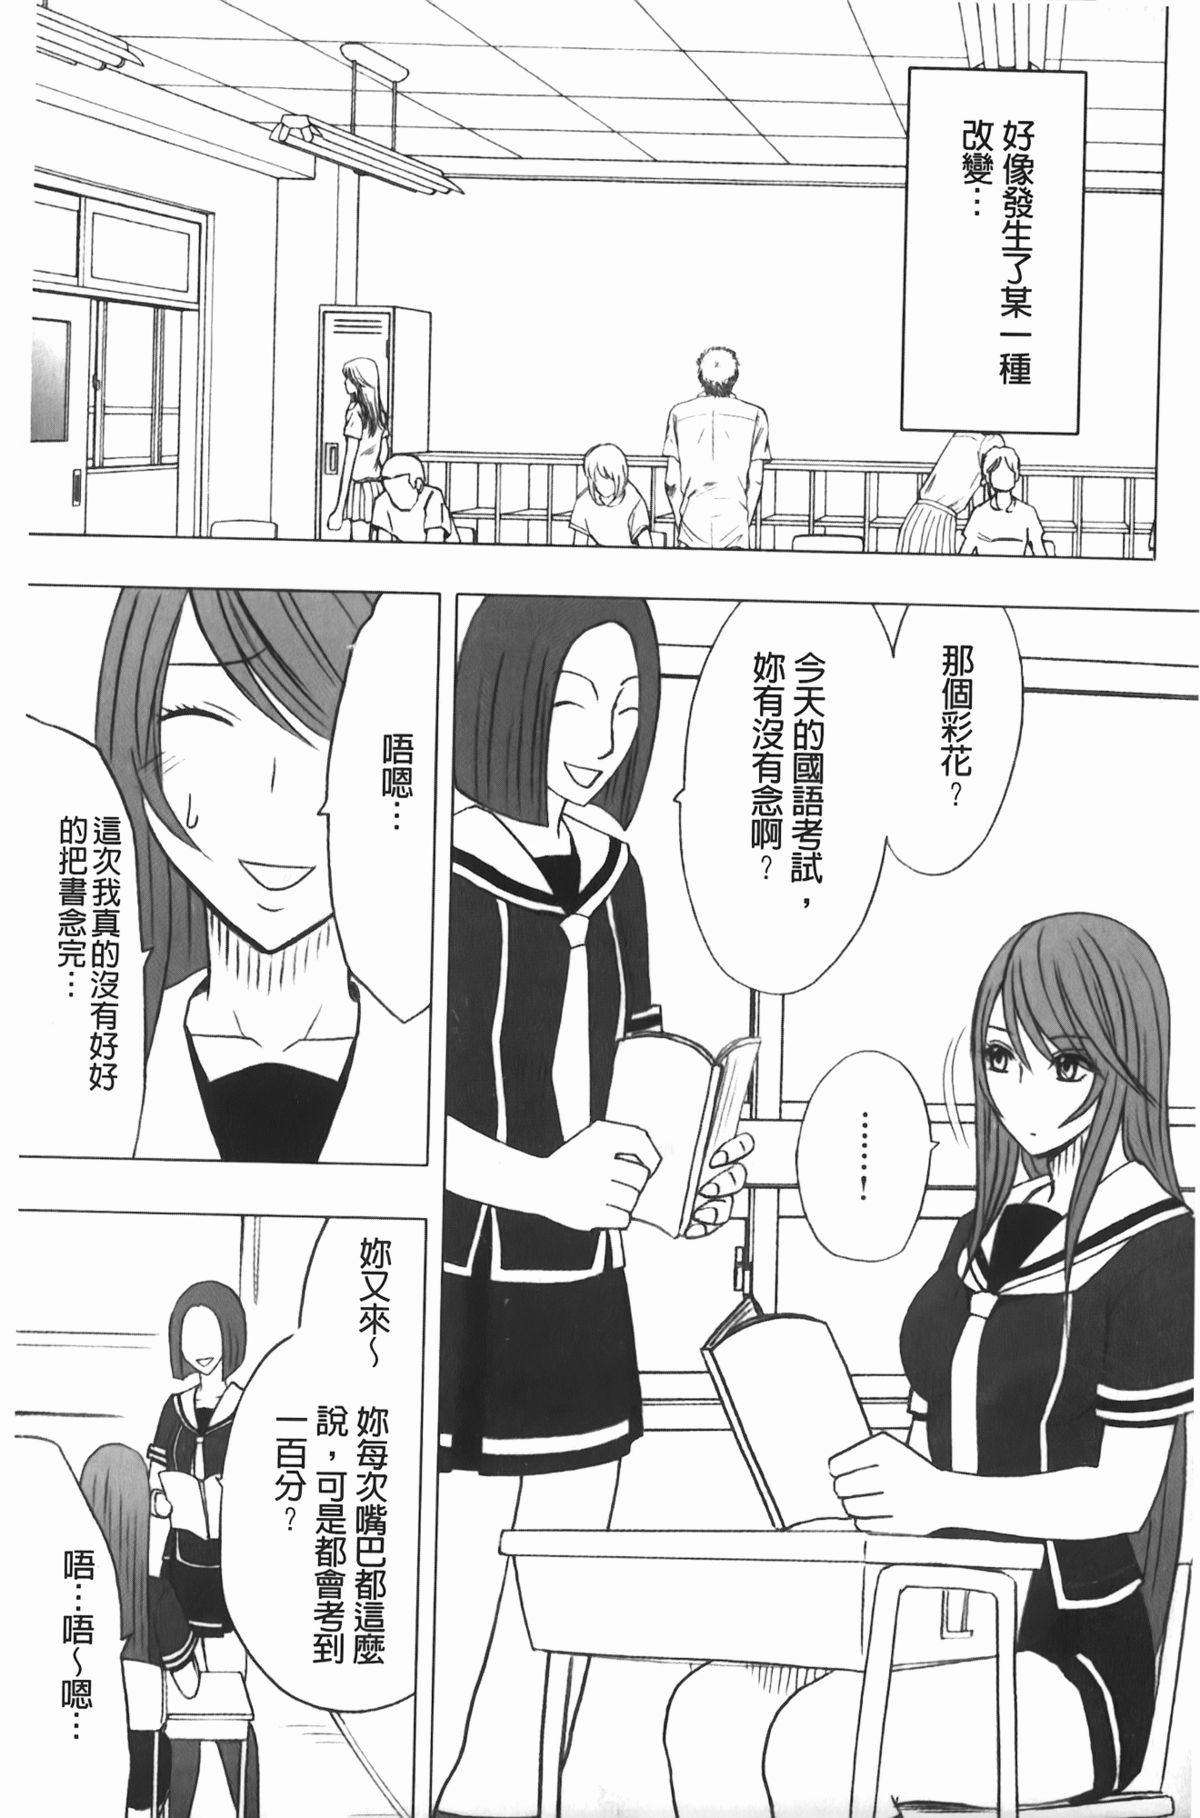 好像發生了某一種
改變…
那個彩花？
今天的國語考試，
妳有沒有念啊？
……！
唔嗯…
這次我真的沒有好好
的把書念完…
妳又來～
妳每次嘴巴都這麼
說，可是都會考到
一百分？
唔…唔～嗯…